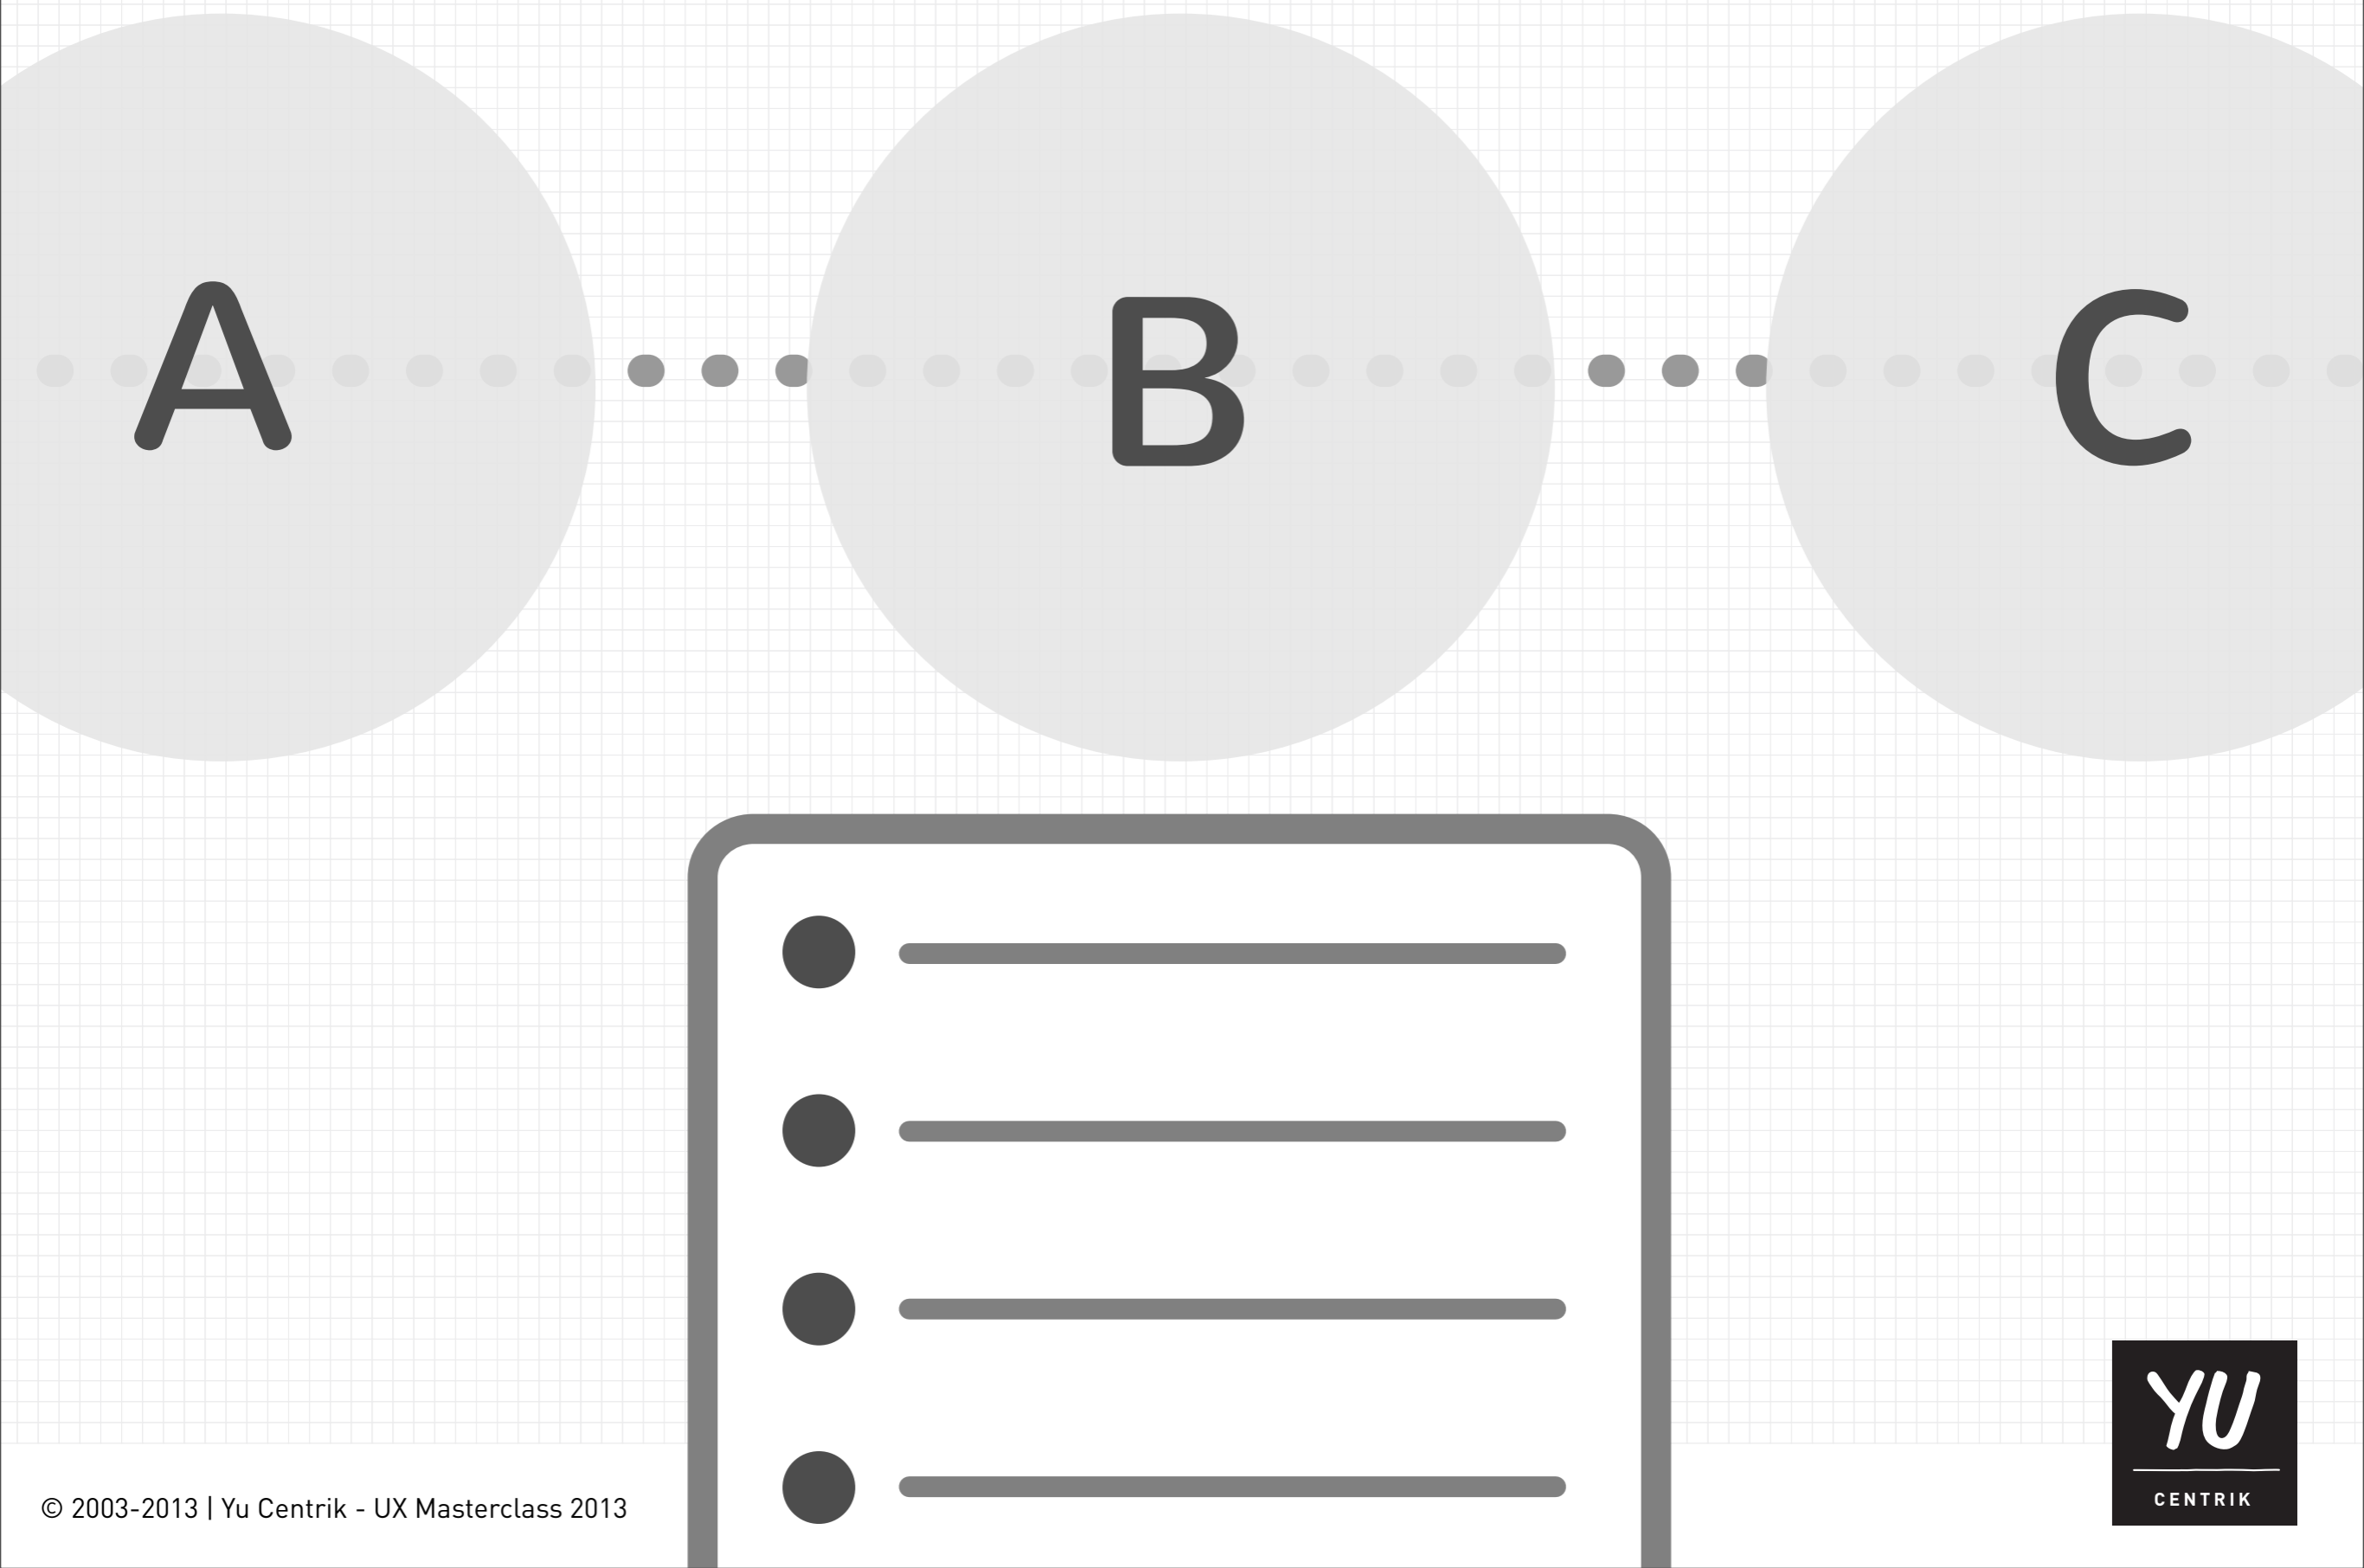 A
B
C
© 2003-2013 | Yu Centrik - UX Masterclass 2013
YU
CENTRIK